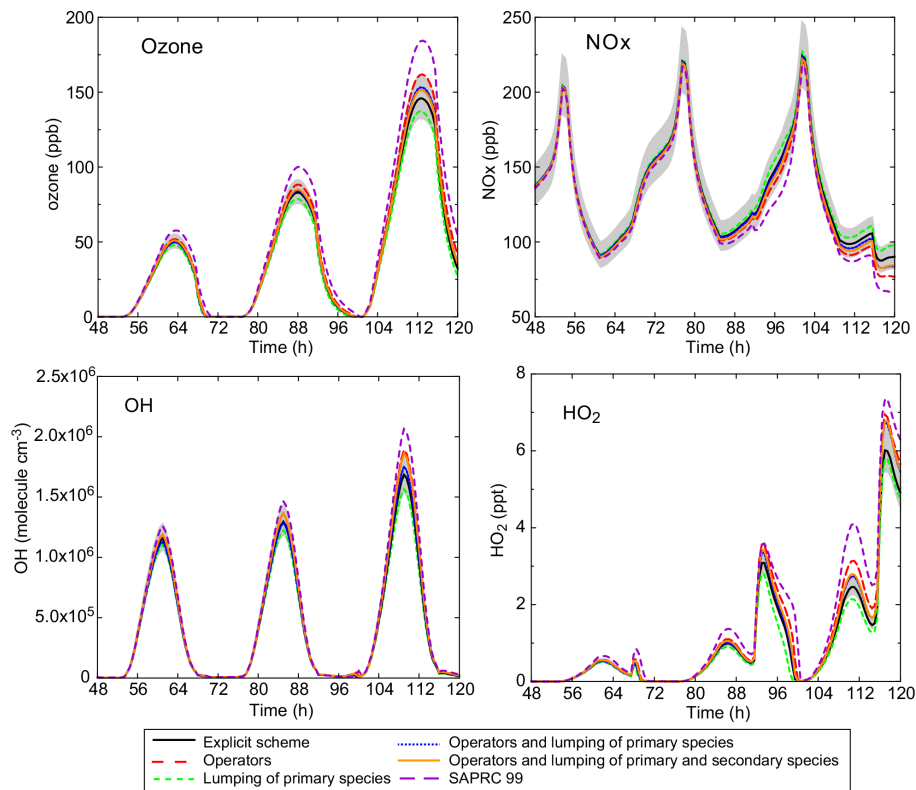 Ozone
ozone (ppb)
200
150
100
50
0
48 56 64 72 80 88 96 104 112 120
Time (h)
NOx
NOx (ppb)
250
200
150
100
50
48 56 64 72 80 88 96 104 112 120
Time (h)
OH
OH (molecule cm-3)
2.5x10^6
2.0x10^6
1.5x10^6
1.0x10^6
5.0x10^5
0
48 56 64 72 80 88 96 104 112 120
Time (h)
HO2
HO2 (ppt)
8
6
4
2
0
48 56 64 72 80 88 96 104 112 120
Time (h)
Explicit scheme
Operators
Lumping of primary species
Operators and lumping of primary species
Operators and lumping of primary and secondary species
SAPRC 99